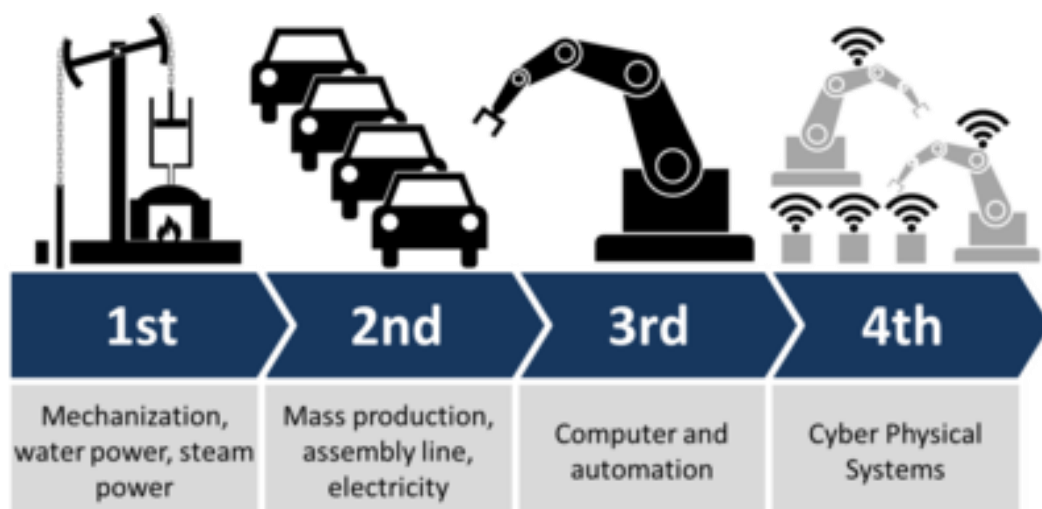 1st
2nd
3rd
4th
Mechanization,
water power, steam
power
Mass production,
assembly line,
electricity
Computer and
automation
Cyber Physical
Systems